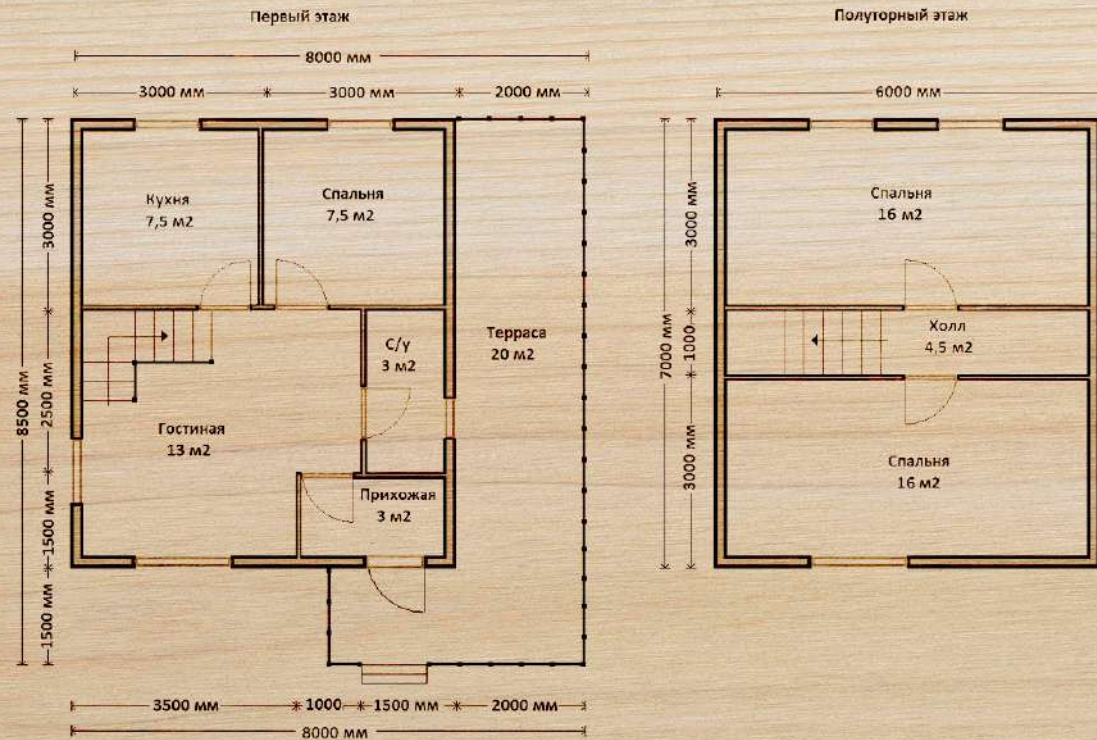 Первый этаж
Полуторный этаж
8000 мм
3000 мм
3000 мм
2000 мм
6000 мм
8500 мм
3000 мм
2500 мм
1500 мм
1500 мм
Кухня
7,5 м2
Спальня
7,5 м2
Терраса
20 м2
С/у
3 м2
Гостиная
13 м2
Прихожая
3 м2
7000 мм
3000 мм
1000
3000 мм
Спальня
16 м2
Холл
4,5 м2
Спальня
16 м2
3500 мм
1000
1500 мм
2000 мм
8000 мм